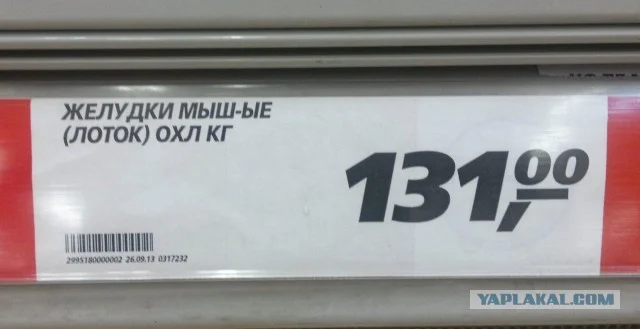 ЖЕЛУДКИ МЫШ-ЫЕ
(ЛОТОК) ОХЛ КГ
131,00
2995180000002 26.09.13 0317232
YAPLAKAL.COM